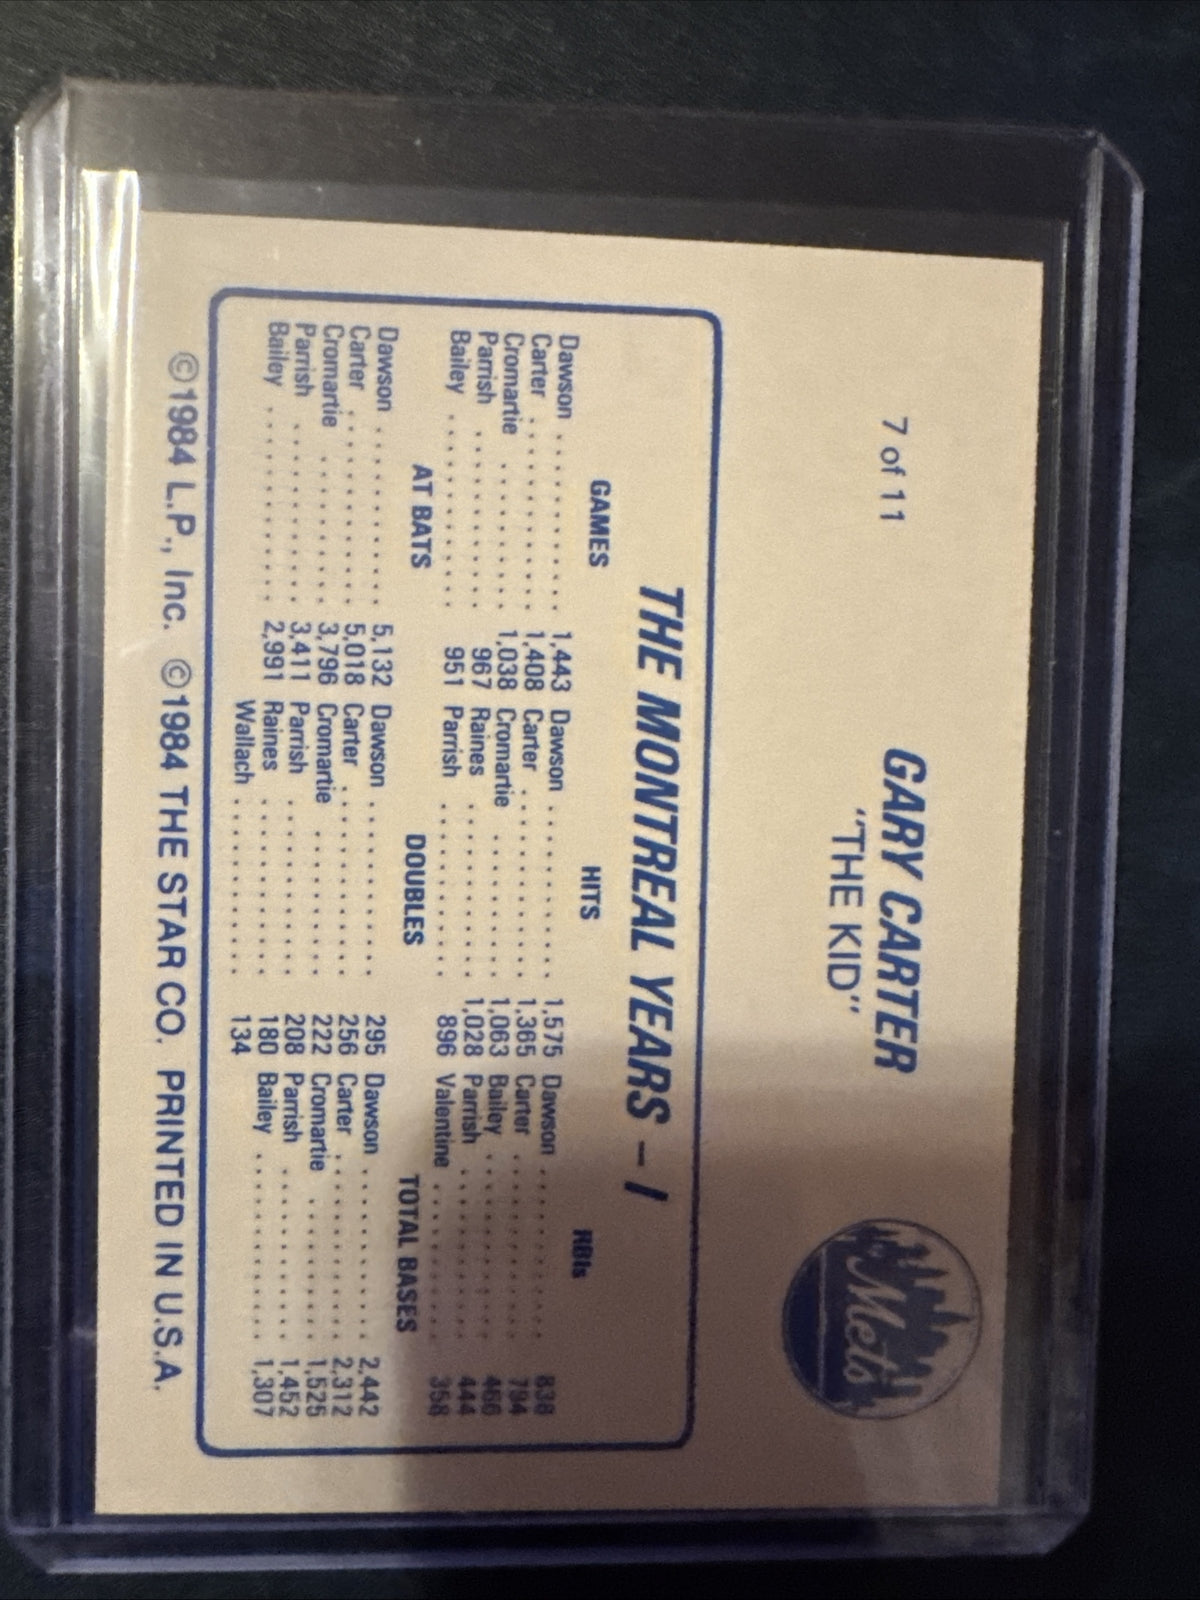 7 of 11
GARY CARTER
"THE KID"
Mets
THE MONTREAL YEARS – I
GAMES
Dawson . . . . . . . . . . 1,443
Carter . . . . . . . . . . . 1,408
Cromartie . . . . . . . . 1,038
Parrish . . . . . . . . . . 967
Bailey . . . . . . . . . . . 951
HITS
Dawson . . . . . . . . . . 1,575
Carter . . . . . . . . . . . 1,365
Cromartie . . . . . . . . 1,063
Raines . . . . . . . . . . 1,028
Parrish . . . . . . . . . . 896
RBIs
Dawson . . . . . . . . . . 838
Carter . . . . . . . . . . . 794
Bailey . . . . . . . . . . . 466
Parrish . . . . . . . . . . 444
Valentine . . . . . . . . 358
AT BATS
Dawson . . . . . . . . . . 5,132
Carter . . . . . . . . . . . 5,018
Cromartie . . . . . . . . 3,796
Parrish . . . . . . . . . . 3,411
Bailey . . . . . . . . . . . 2,991
DOUBLES
Dawson . . . . . . . . . . 295
Carter . . . . . . . . . . . 256
Cromartie . . . . . . . . 222
Parrish . . . . . . . . . . 208
Raines . . . . . . . . . . 180
Wallach . . . . . . . . . . 134
TOTAL BASES
Dawson . . . . . . . . . . 2,442
Carter . . . . . . . . . . . 2,312
Cromartie . . . . . . . . 1,525
Parrish . . . . . . . . . . 1,452
Bailey . . . . . . . . . . . 1,307
©1984 L.P., Inc. ©1984 THE STAR CO. PRINTED IN U.S.A.